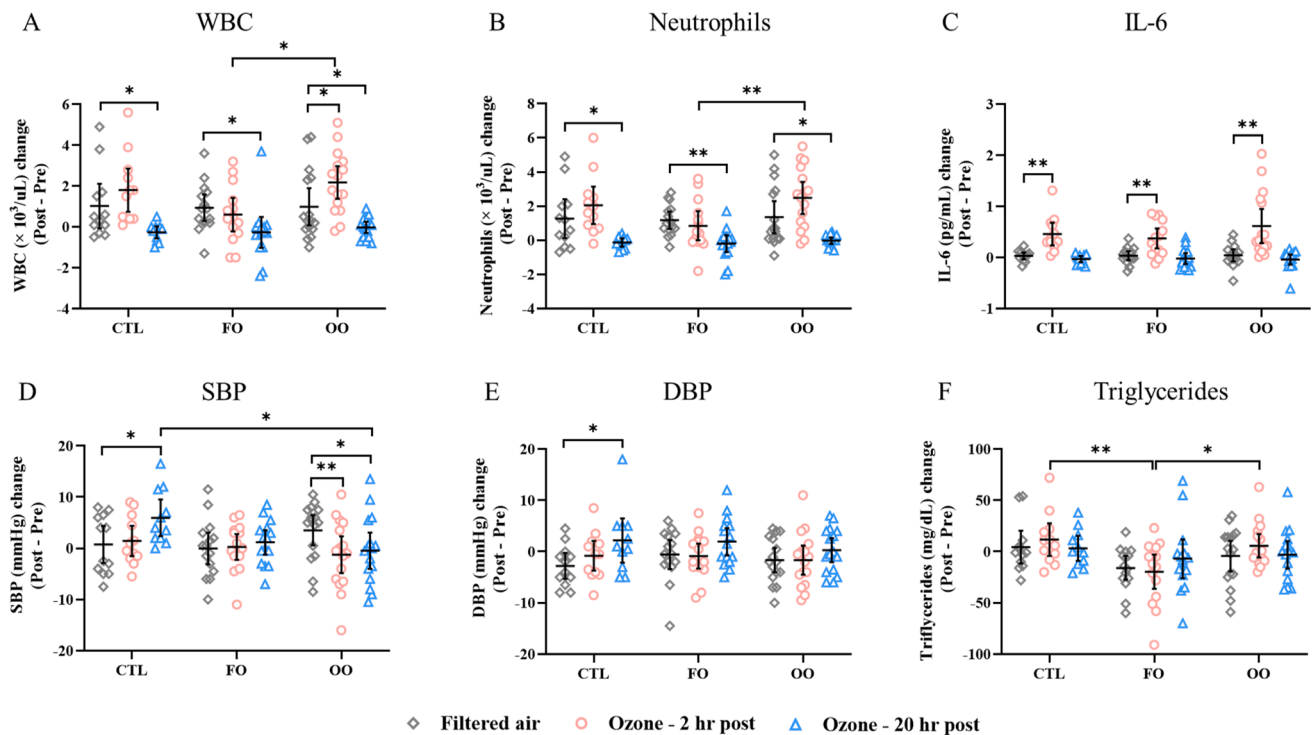 A WBC
*
*
*
*
*
WBC (× 10³/uL) change
(Post - Pre)
6
4
2
0
-2
-4
CTL FO OO
B Neutrophils
*
**
**
*
Neutrophils (× 10³/uL) change
(Post - Pre)
10
8
6
4
2
0
-2
-4
CTL FO OO
C IL-6
**
**
**
IL-6 (pg/mL) change
(Post - Pre)
3
2
1
0
-1
CTL FO OO
D SBP
*
*
*
**
SBP (mmHg) change
(Post - Pre)
20
10
0
-10
-20
CTL FO OO
E DBP
*
DBP (mmHg) change
(Post - Pre)
20
10
0
-10
-20
CTL FO OO
F Triglycerides
**
*
Triflycerides (mg/dL) change
(Post - Pre)
100
50
0
-50
-100
CTL FO OO
Filtered air Ozone - 2 hr post Ozone - 20 hr post